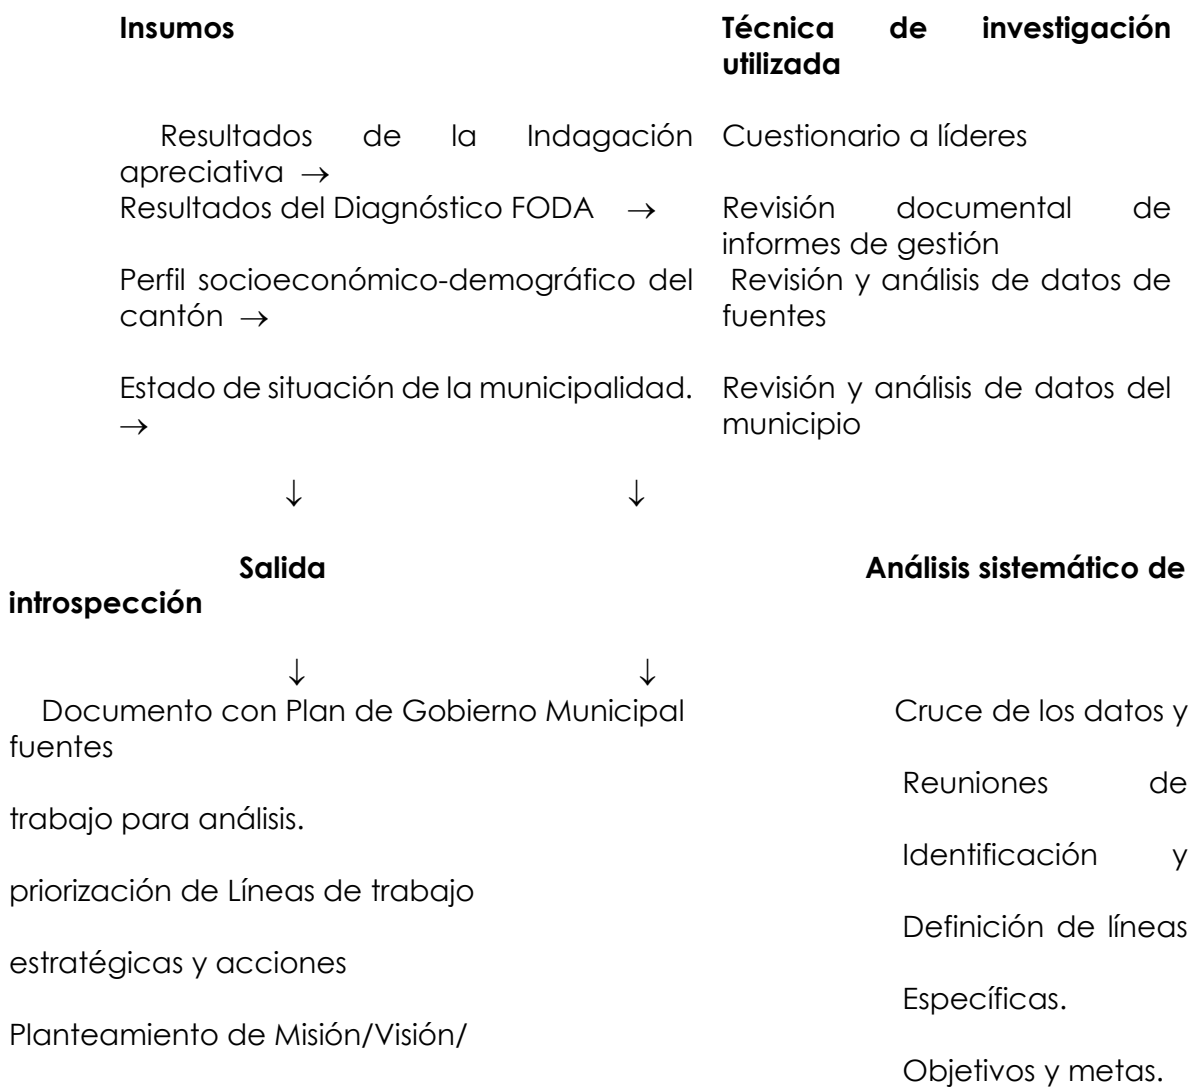 Insumos
Técnica de investigación
utilizada
Resultados de la Indagación
apreciativa →
Cuestionario a líderes
Resultados del Diagnóstico FODA →
Revisión documental de
informes de gestión
Perfil socioeconómico-demográfico del
cantón →
Revisión y análisis de datos de
fuentes
Estado de situación de la municipalidad.
→
Revisión y análisis de datos del
municipio
↓ ↓
Salida Análisis sistemático de
introspección
↓ ↓
Documento con Plan de Gobierno Municipal Cruce de los datos y
fuentes
Reuniones de
trabajo para análisis.
Identificación y
priorización de Líneas de trabajo
Definición de líneas
estratégicas y acciones
Específicas.
Planteamiento de Misión/Visión/
Objetivos y metas.